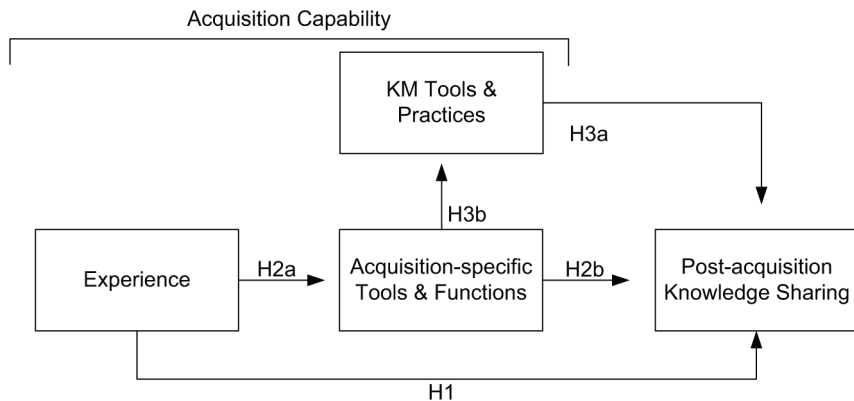 Acquisition Capability
KM Tools &
Practices
H3a
H3b
Experience
H2a
Acquisition-specific
Tools & Functions
H2b
Post-acquisition
Knowledge Sharing
H1